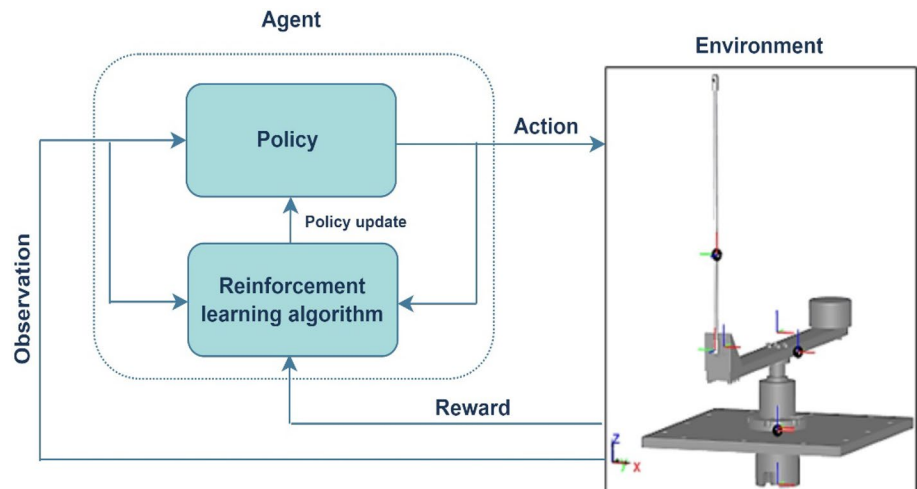 Agent
Environment
Policy
Action
Policy update
Reinforcement
learning algorithm
Observation
Reward
Z
Y
X